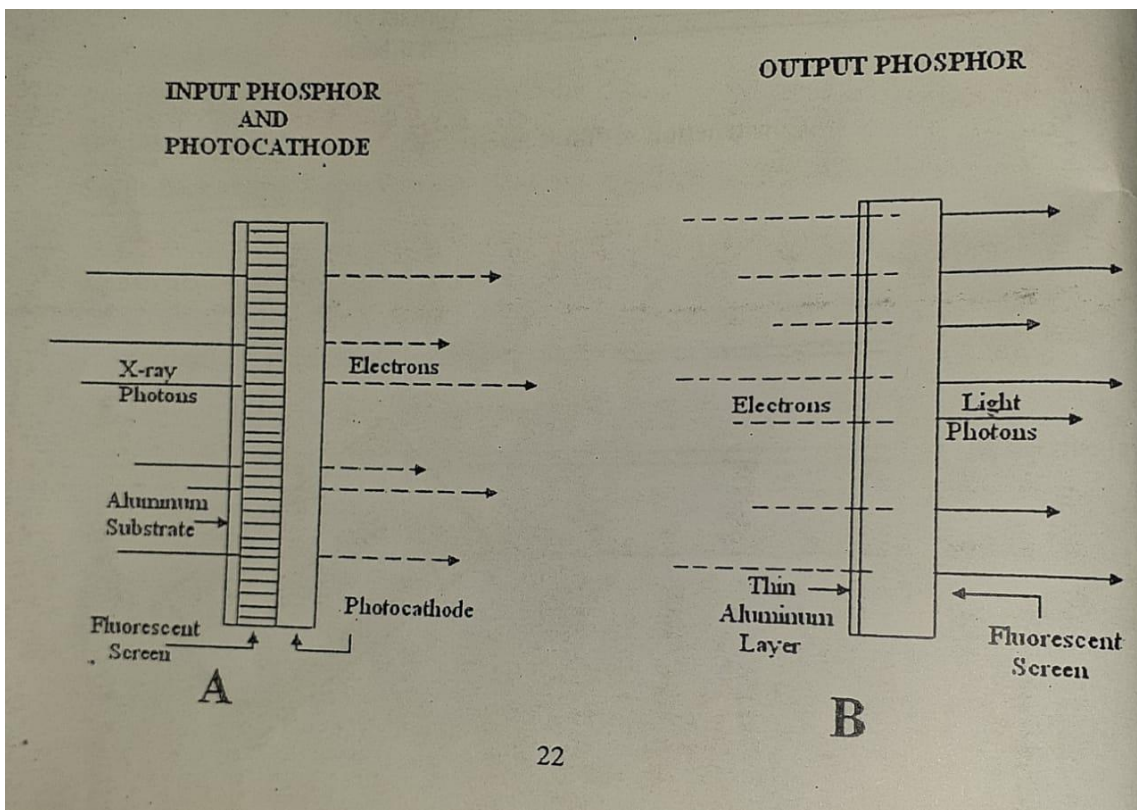 INPUT PHOSPHOR
AND
PHOTOCATHODE
X-ray
Photons
Electrons
Aluminum
Substrate
Photocathode
Fluorescent
Screen
A
OUTPUT PHOSPHOR
Electrons
Light
Photons
Thin
Aluminum
Layer
Fluorescent
Screen
B
22